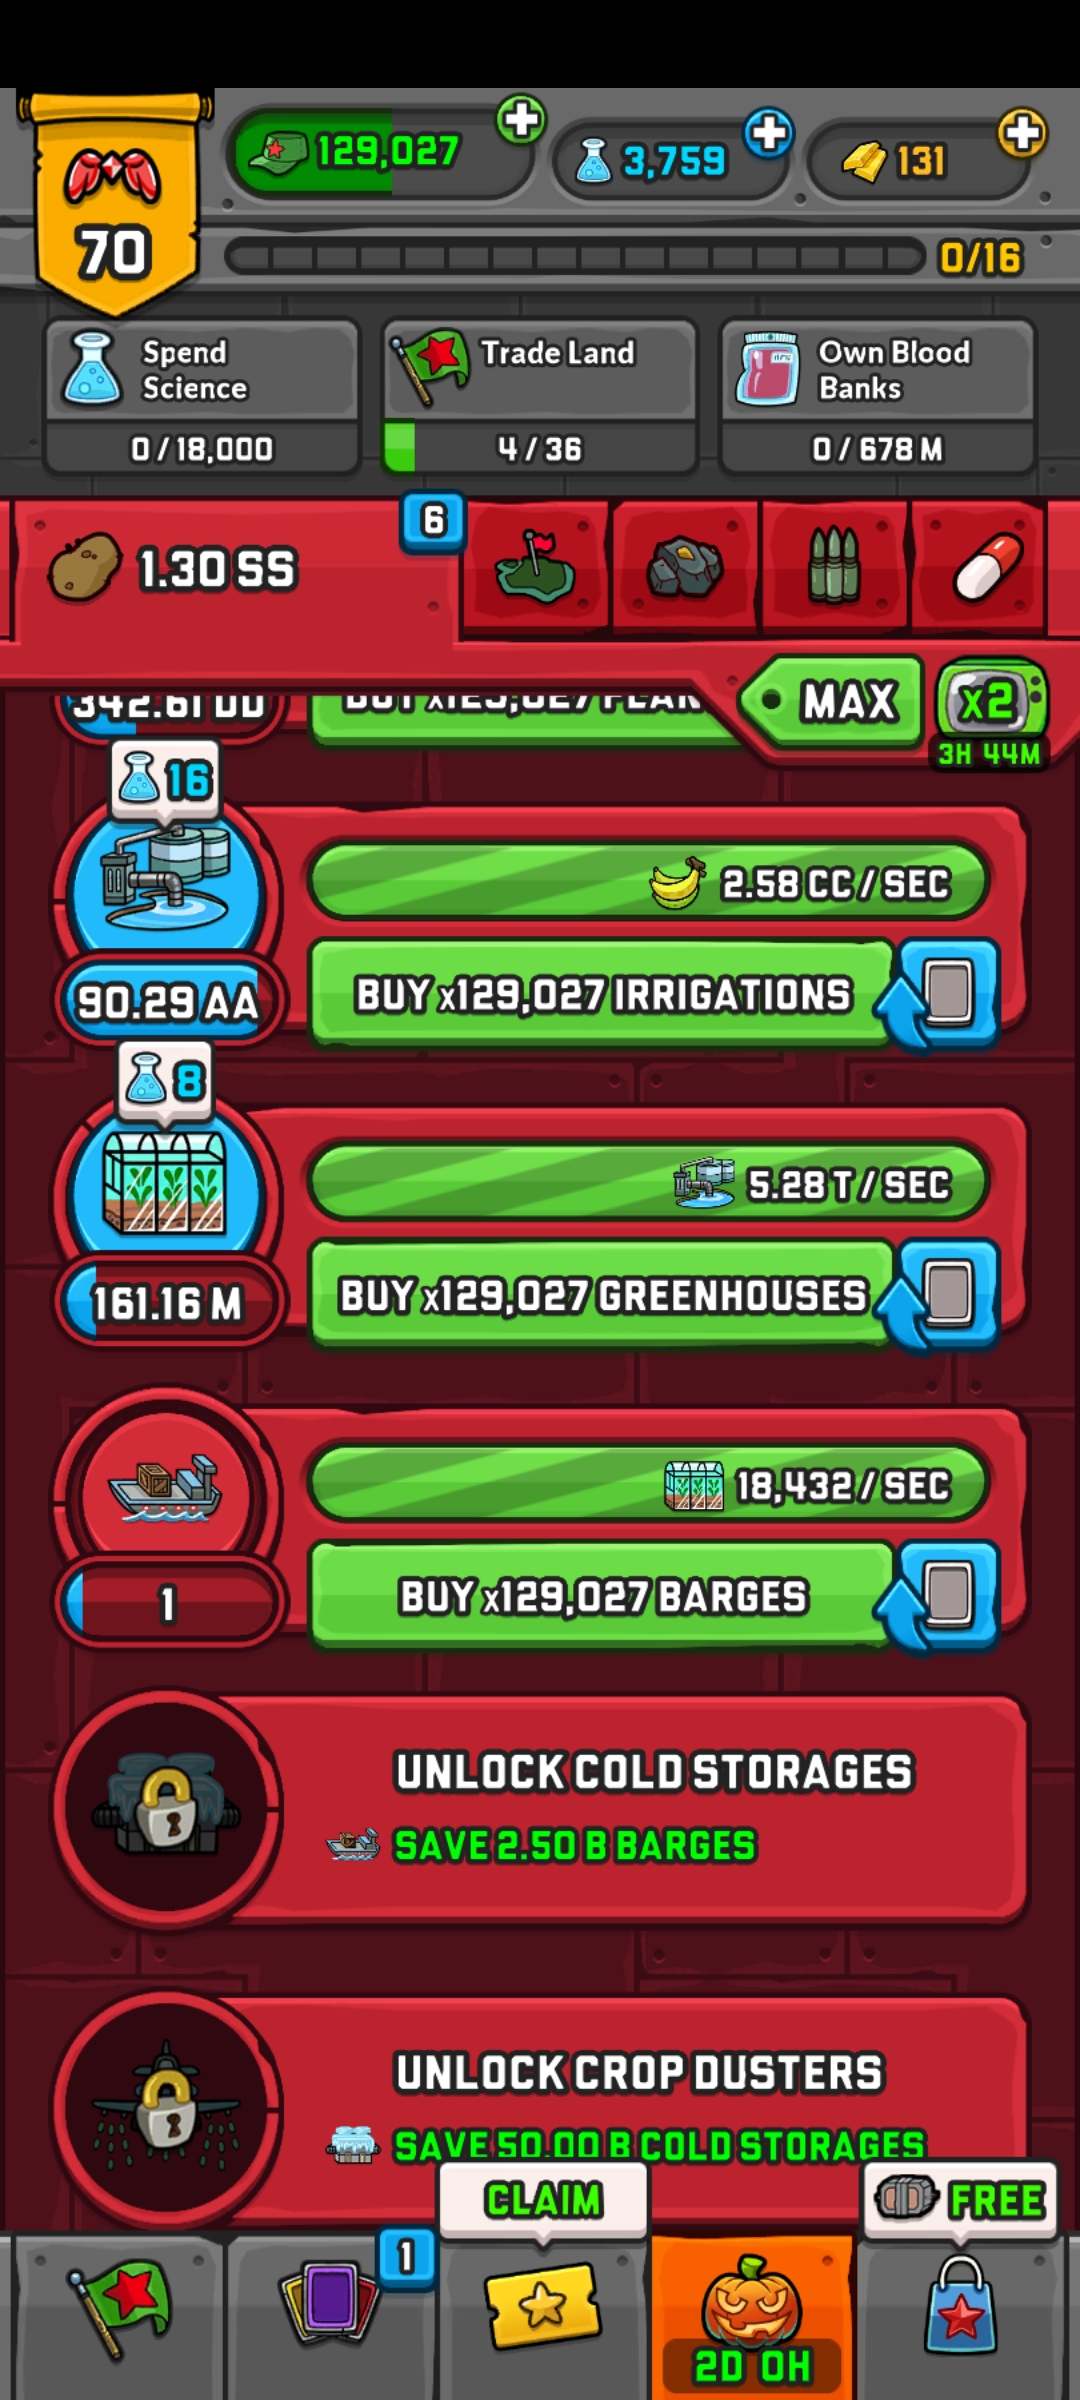 129,027
3,759
131
70
0/16
Spend
Science
Trade Land
Own Blood
Banks
0/18,000
4/36
0/678 M
6
1.30 SS
MAX
x2
3H 44M
16
2.58 CC/SEC
90.29 AA
BUY x129,027 IRRIGATIONS
8
5.28 T/SEC
161.16 M
BUY x129,027 GREENHOUSES
18,432/SEC
1
BUY x129,027 BARGES
UNLOCK COLD STORAGES
SAVE 2.50 B BARGES
UNLOCK CROP DUSTERS
SAVE 50.00 B COLD STORAGES
CLAIM
FREE
1
2D 0H